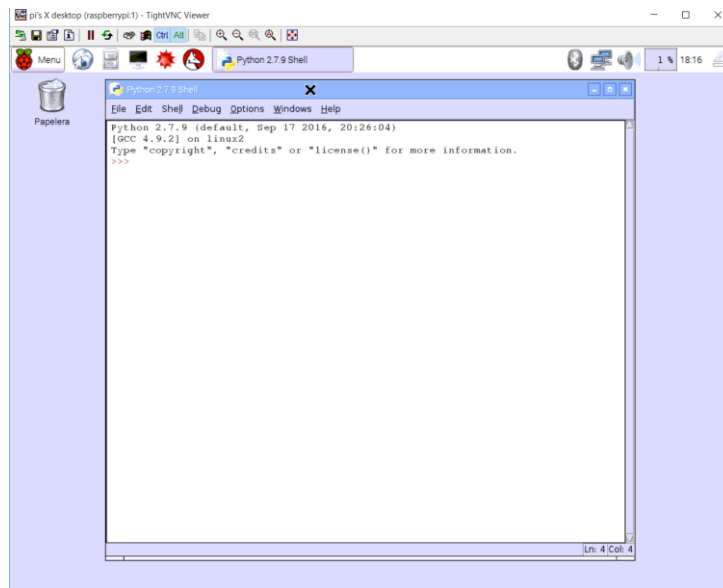 pi's X desktop (raspberrypi:1) - TightVNC Viewer
Ctrl Alt
Menu Python 2.7.9 Shell 1 % 18:16
Papelera
Python 2.7.9 Shell
File Edit Shell Debug Options Windows Help
Python 2.7.9 (default, Sep 17 2016, 20:26:04)
[GCC 4.9.2] on linux2
Type "copyright", "credits" or "license()" for more information.
>>>
Ln: 4 Col: 4